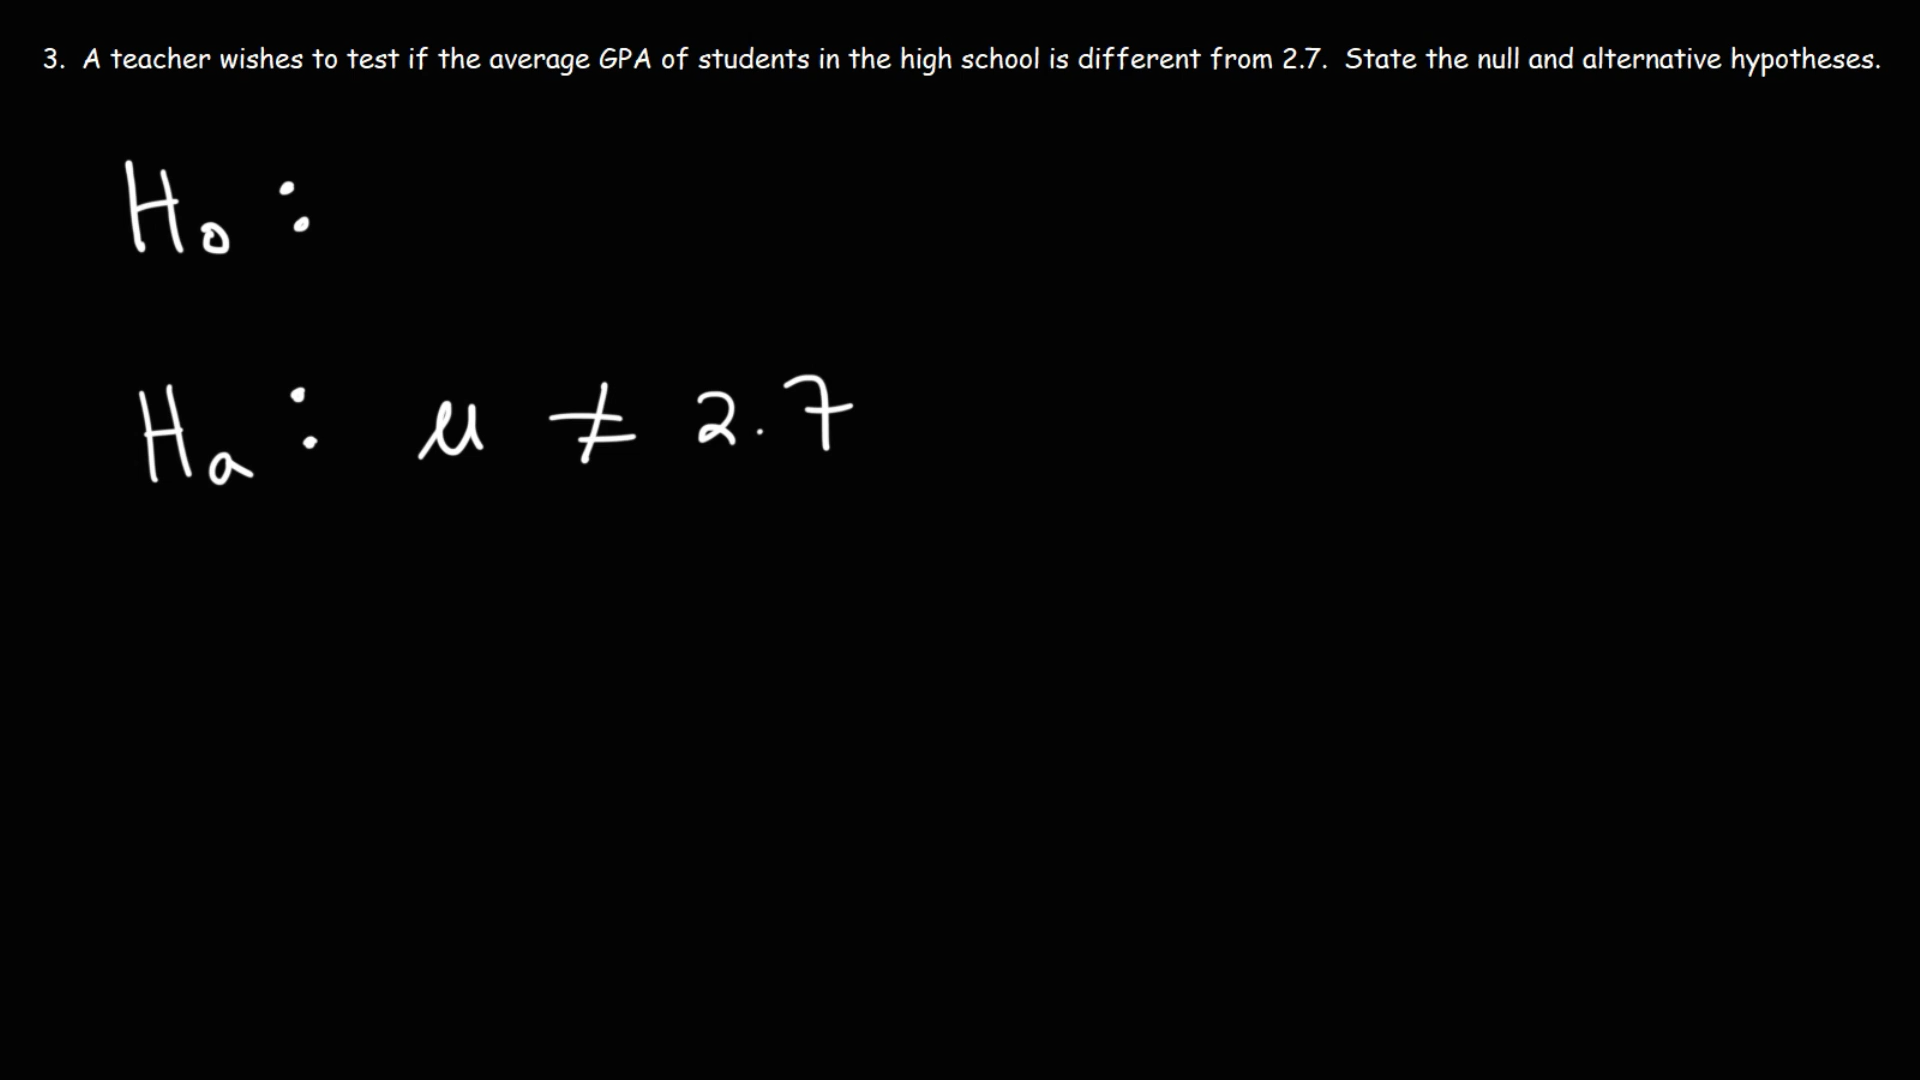 3. A teacher wishes to test if the average GPA of students in the high school is different from 2.7. State the null and alternative hypotheses.
H₀ :
Hₐ : μ ≠ 2.7